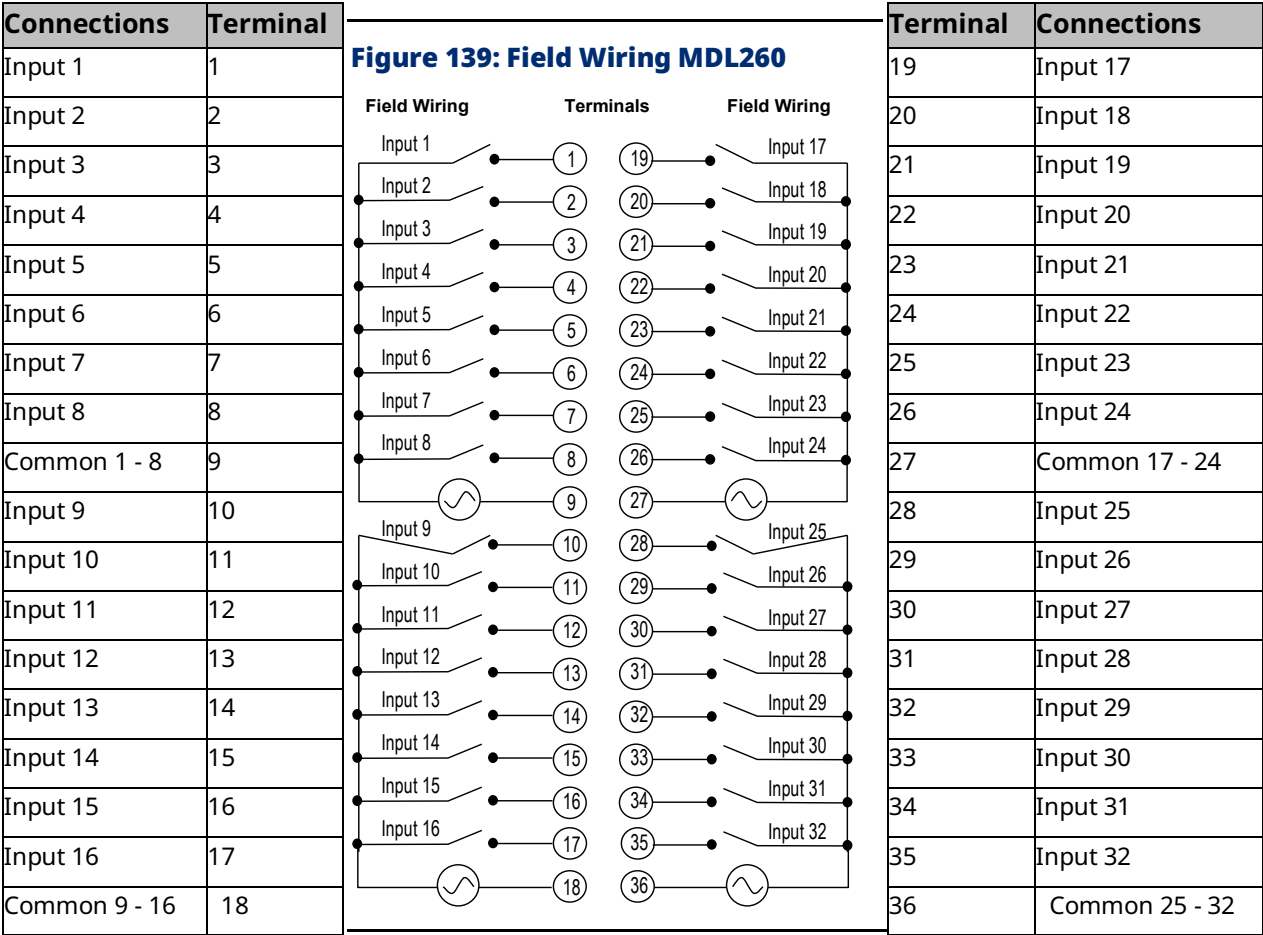 Connections Terminal
Input 1 1
Input 2 2
Input 3 3
Input 4 4
Input 5 5
Input 6 6
Input 7 7
Input 8 8
Common 1 - 8 9
Input 9 10
Input 10 11
Input 11 12
Input 12 13
Input 13 14
Input 14 15
Input 15 16
Input 16 17
Common 9 - 16 18
Figure 139: Field Wiring MDL260
Field Wiring Terminals Field Wiring
Input 1 1 19 Input 17
Input 2 2 20 Input 18
Input 3 3 21 Input 19
Input 4 4 22 Input 20
Input 5 5 23 Input 21
Input 6 6 24 Input 22
Input 7 7 25 Input 23
Input 8 8 26 Input 24
9 27
Input 9 10 28 Input 25
Input 10 11 29 Input 26
Input 11 12 30 Input 27
Input 12 13 31 Input 28
Input 13 14 32 Input 29
Input 14 15 33 Input 30
Input 15 16 34 Input 31
Input 16 17 35 Input 32
18 36
Terminal Connections
19 Input 17
20 Input 18
21 Input 19
22 Input 20
23 Input 21
24 Input 22
25 Input 23
26 Input 24
27 Common 17 - 24
28 Input 25
29 Input 26
30 Input 27
31 Input 28
32 Input 29
33 Input 30
34 Input 31
35 Input 32
36 Common 25 - 32